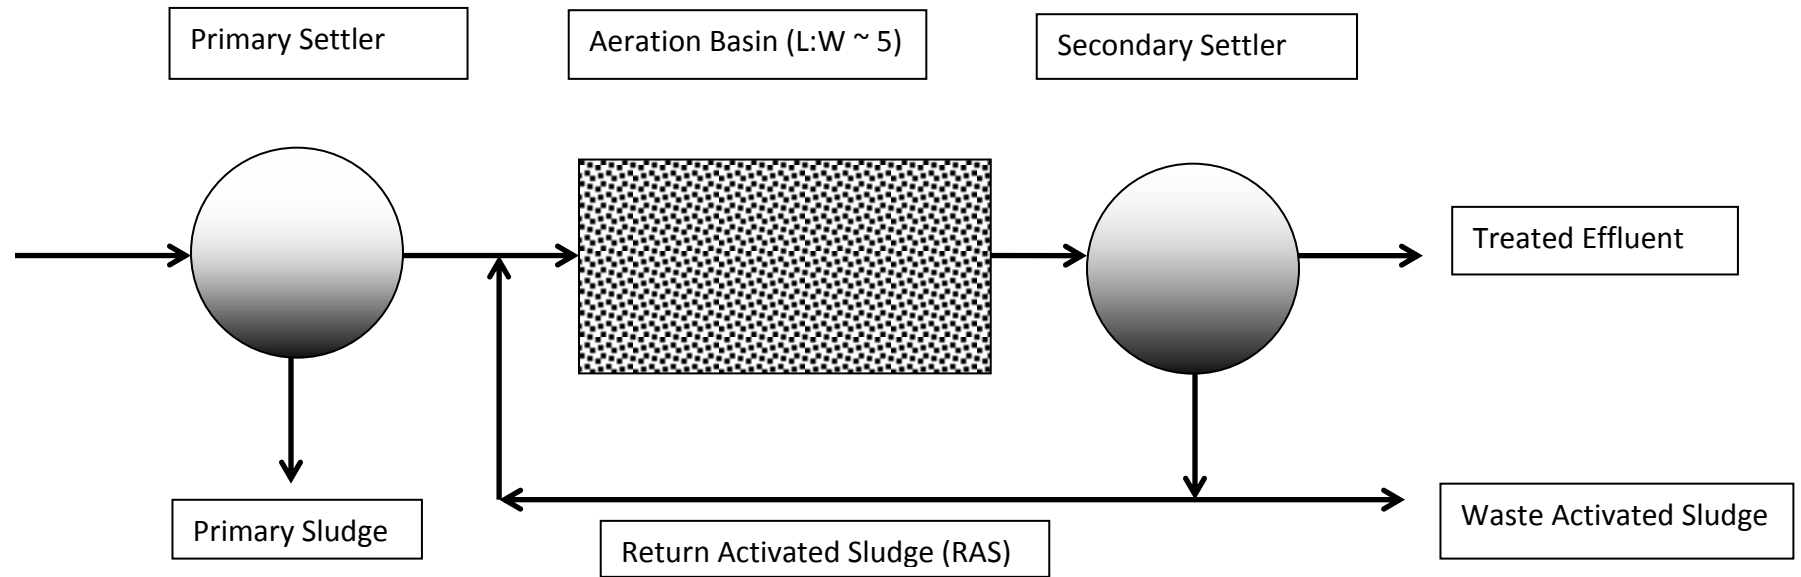 Primary Settler
Aeration Basin (L:W ~ 5)
Secondary Settler
Treated Effluent
Primary Sludge
Return Activated Sludge (RAS)
Waste Activated Sludge